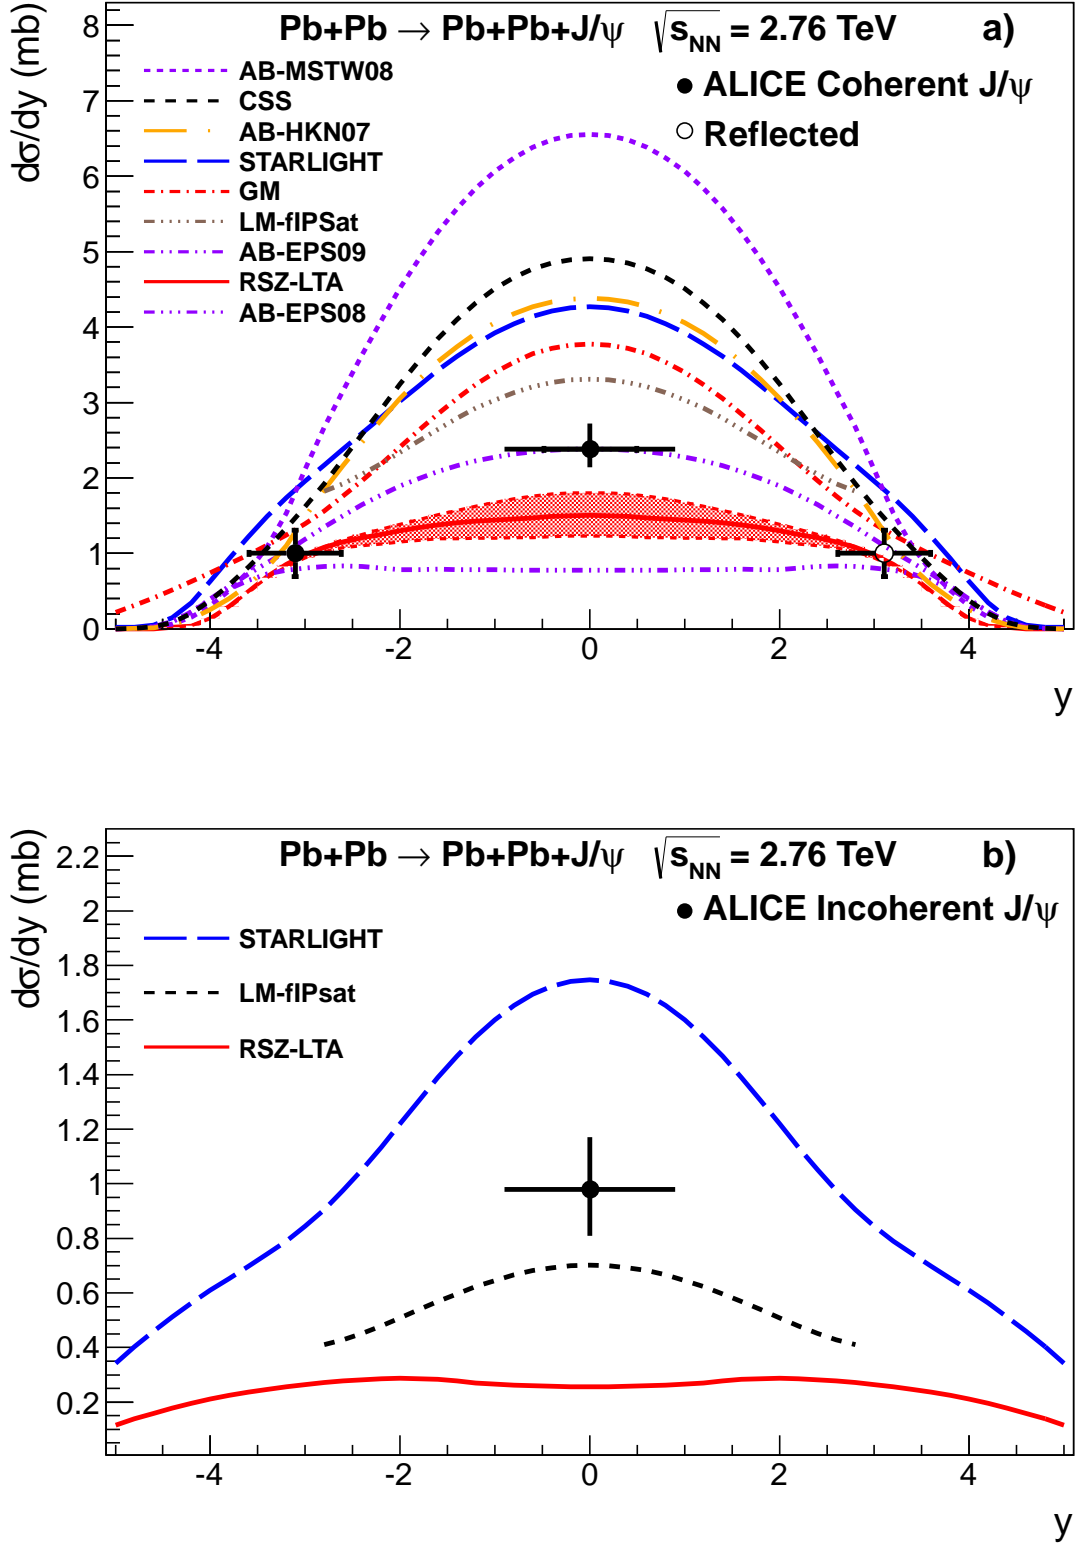 dσ/dy (mb)
Pb+Pb → Pb+Pb+J/ψ √sNN = 2.76 TeV a)
ALICE Coherent J/ψ
Reflected
AB-MSTW08
CSS
AB-HKN07
STARLIGHT
GM
LM-fIPSat
AB-EPS09
RSZ-LTA
AB-EPS08
8
7
6
5
4
3
2
1
0
-4 -2 0 2 4
y
dσ/dy (mb)
Pb+Pb → Pb+Pb+J/ψ √sNN = 2.76 TeV b)
ALICE Incoherent J/ψ
STARLIGHT
LM-fIPsat
RSZ-LTA
2.2
2
1.8
1.6
1.4
1.2
1
0.8
0.6
0.4
0.2
-4 -2 0 2 4
y